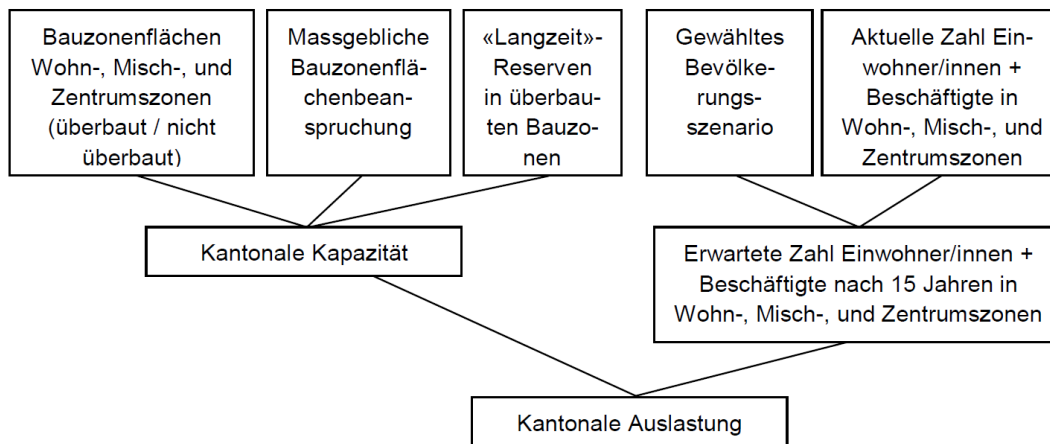 Bauzonenflächen
Wohn-, Misch-, und
Zentrumszonen
(überbaut / nicht
überbaut)
Massgebliche
Bauzonenflä-
chenbean-
spruchung
«Langzeit»-
Reserven
in überbau-
ten Bauzo-
nen
Gewähltes
Bevölke-
rungs-
szenario
Aktuelle Zahl Ein-
wohner/innen +
Beschäftigte in
Wohn-, Misch-, und
Zentrumszonen
Kantonale Kapazität
Erwartete Zahl Einwohner/innen +
Beschäftigte nach 15 Jahren in
Wohn-, Misch-, und Zentrumszonen
Kantonale Auslastung